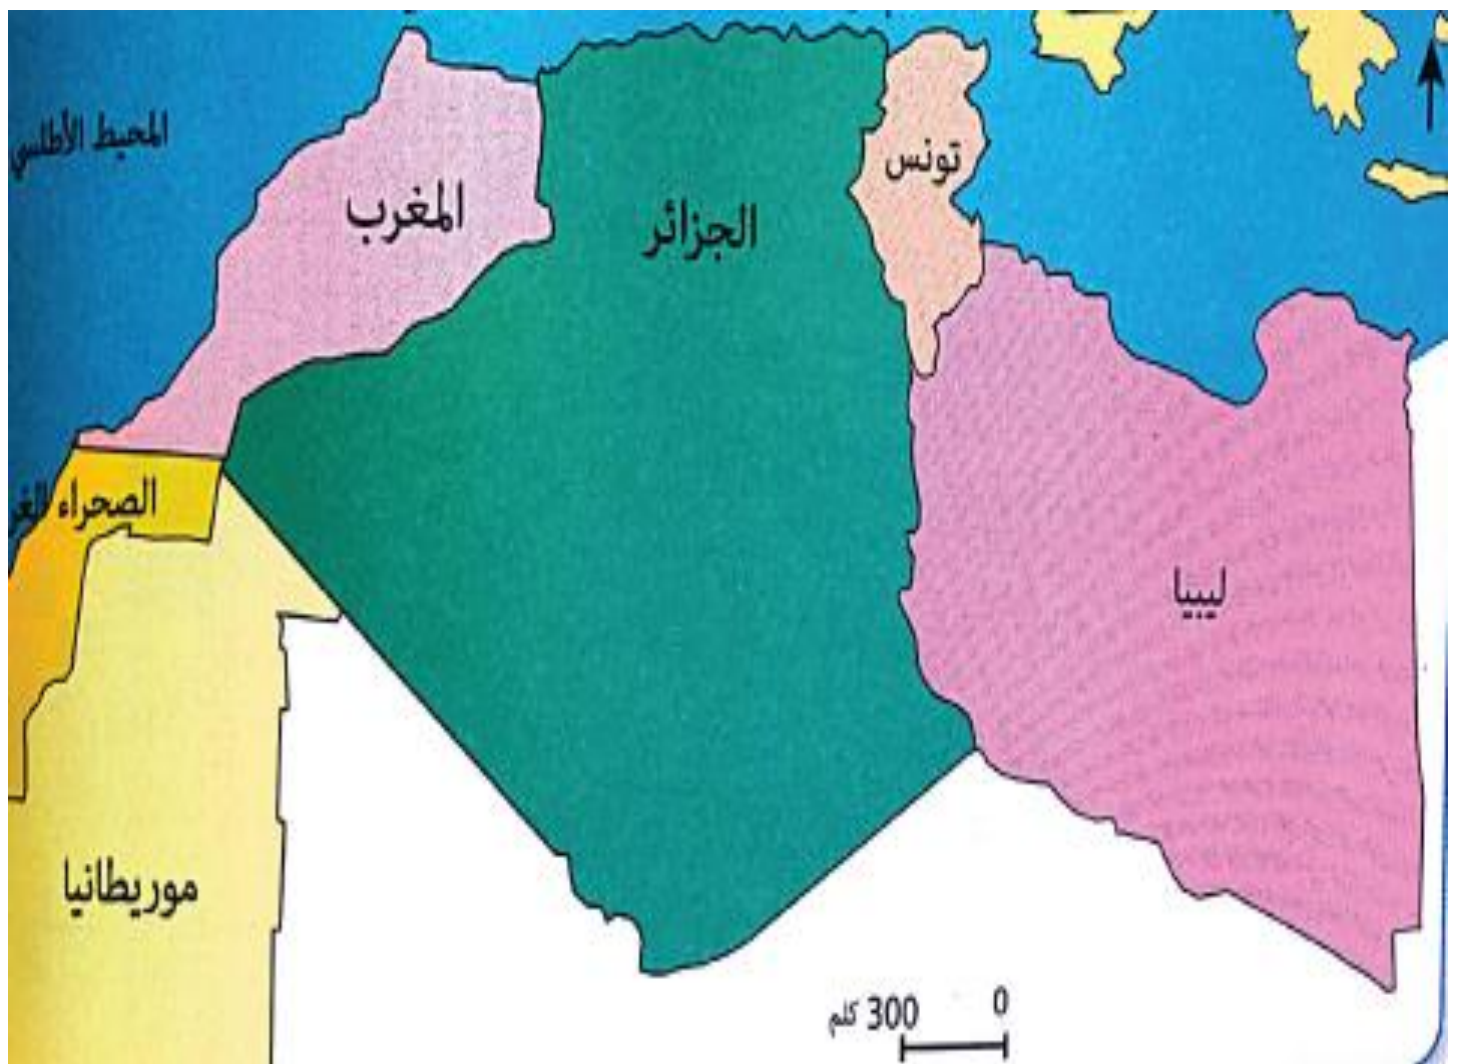 المحيط الأطلسي
تونس
المغرب
الجزائر
الصحراء
ليبيا
موريطانيا
300 كلم
0